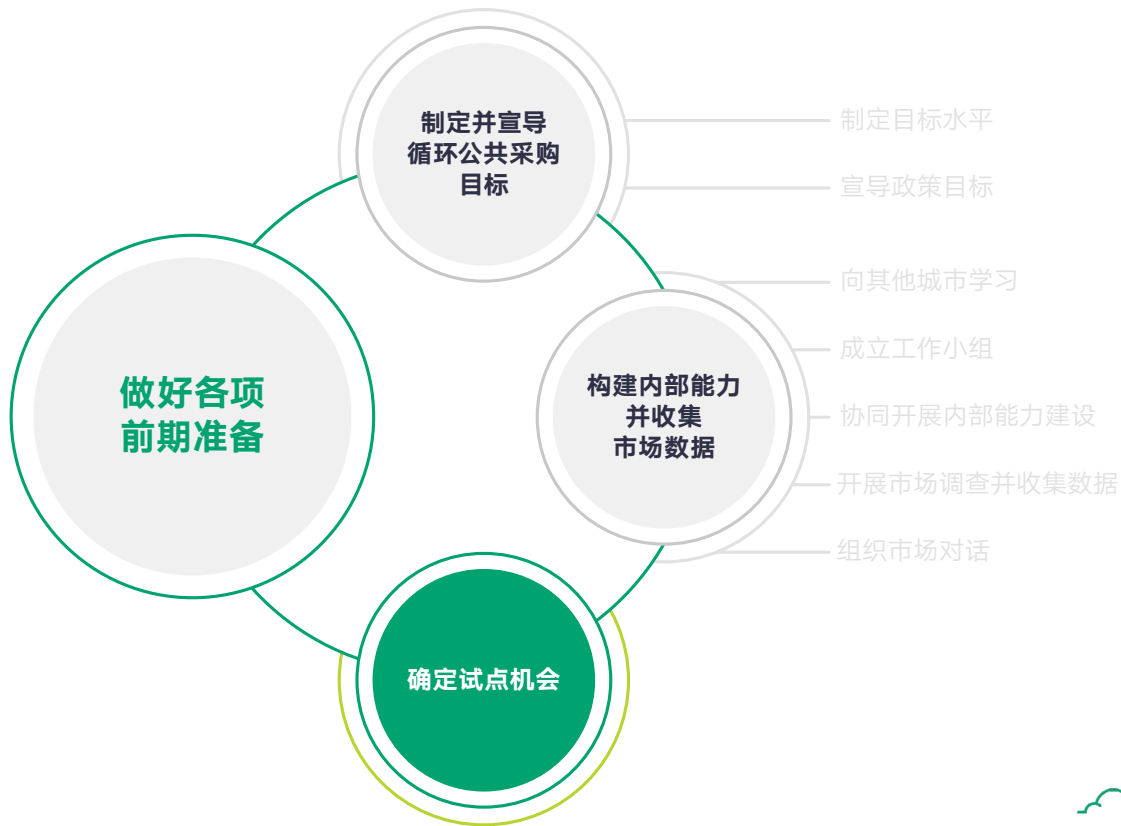 制定并宣导
循环公共采购
目标
制定目标水平
宣导政策目标
做好各项
前期准备
构建内部能力
并收集
市场数据
向其他城市学习
成立工作小组
协同开展内部能力建设
开展市场调查并收集数据
组织市场对话
确定试点机会